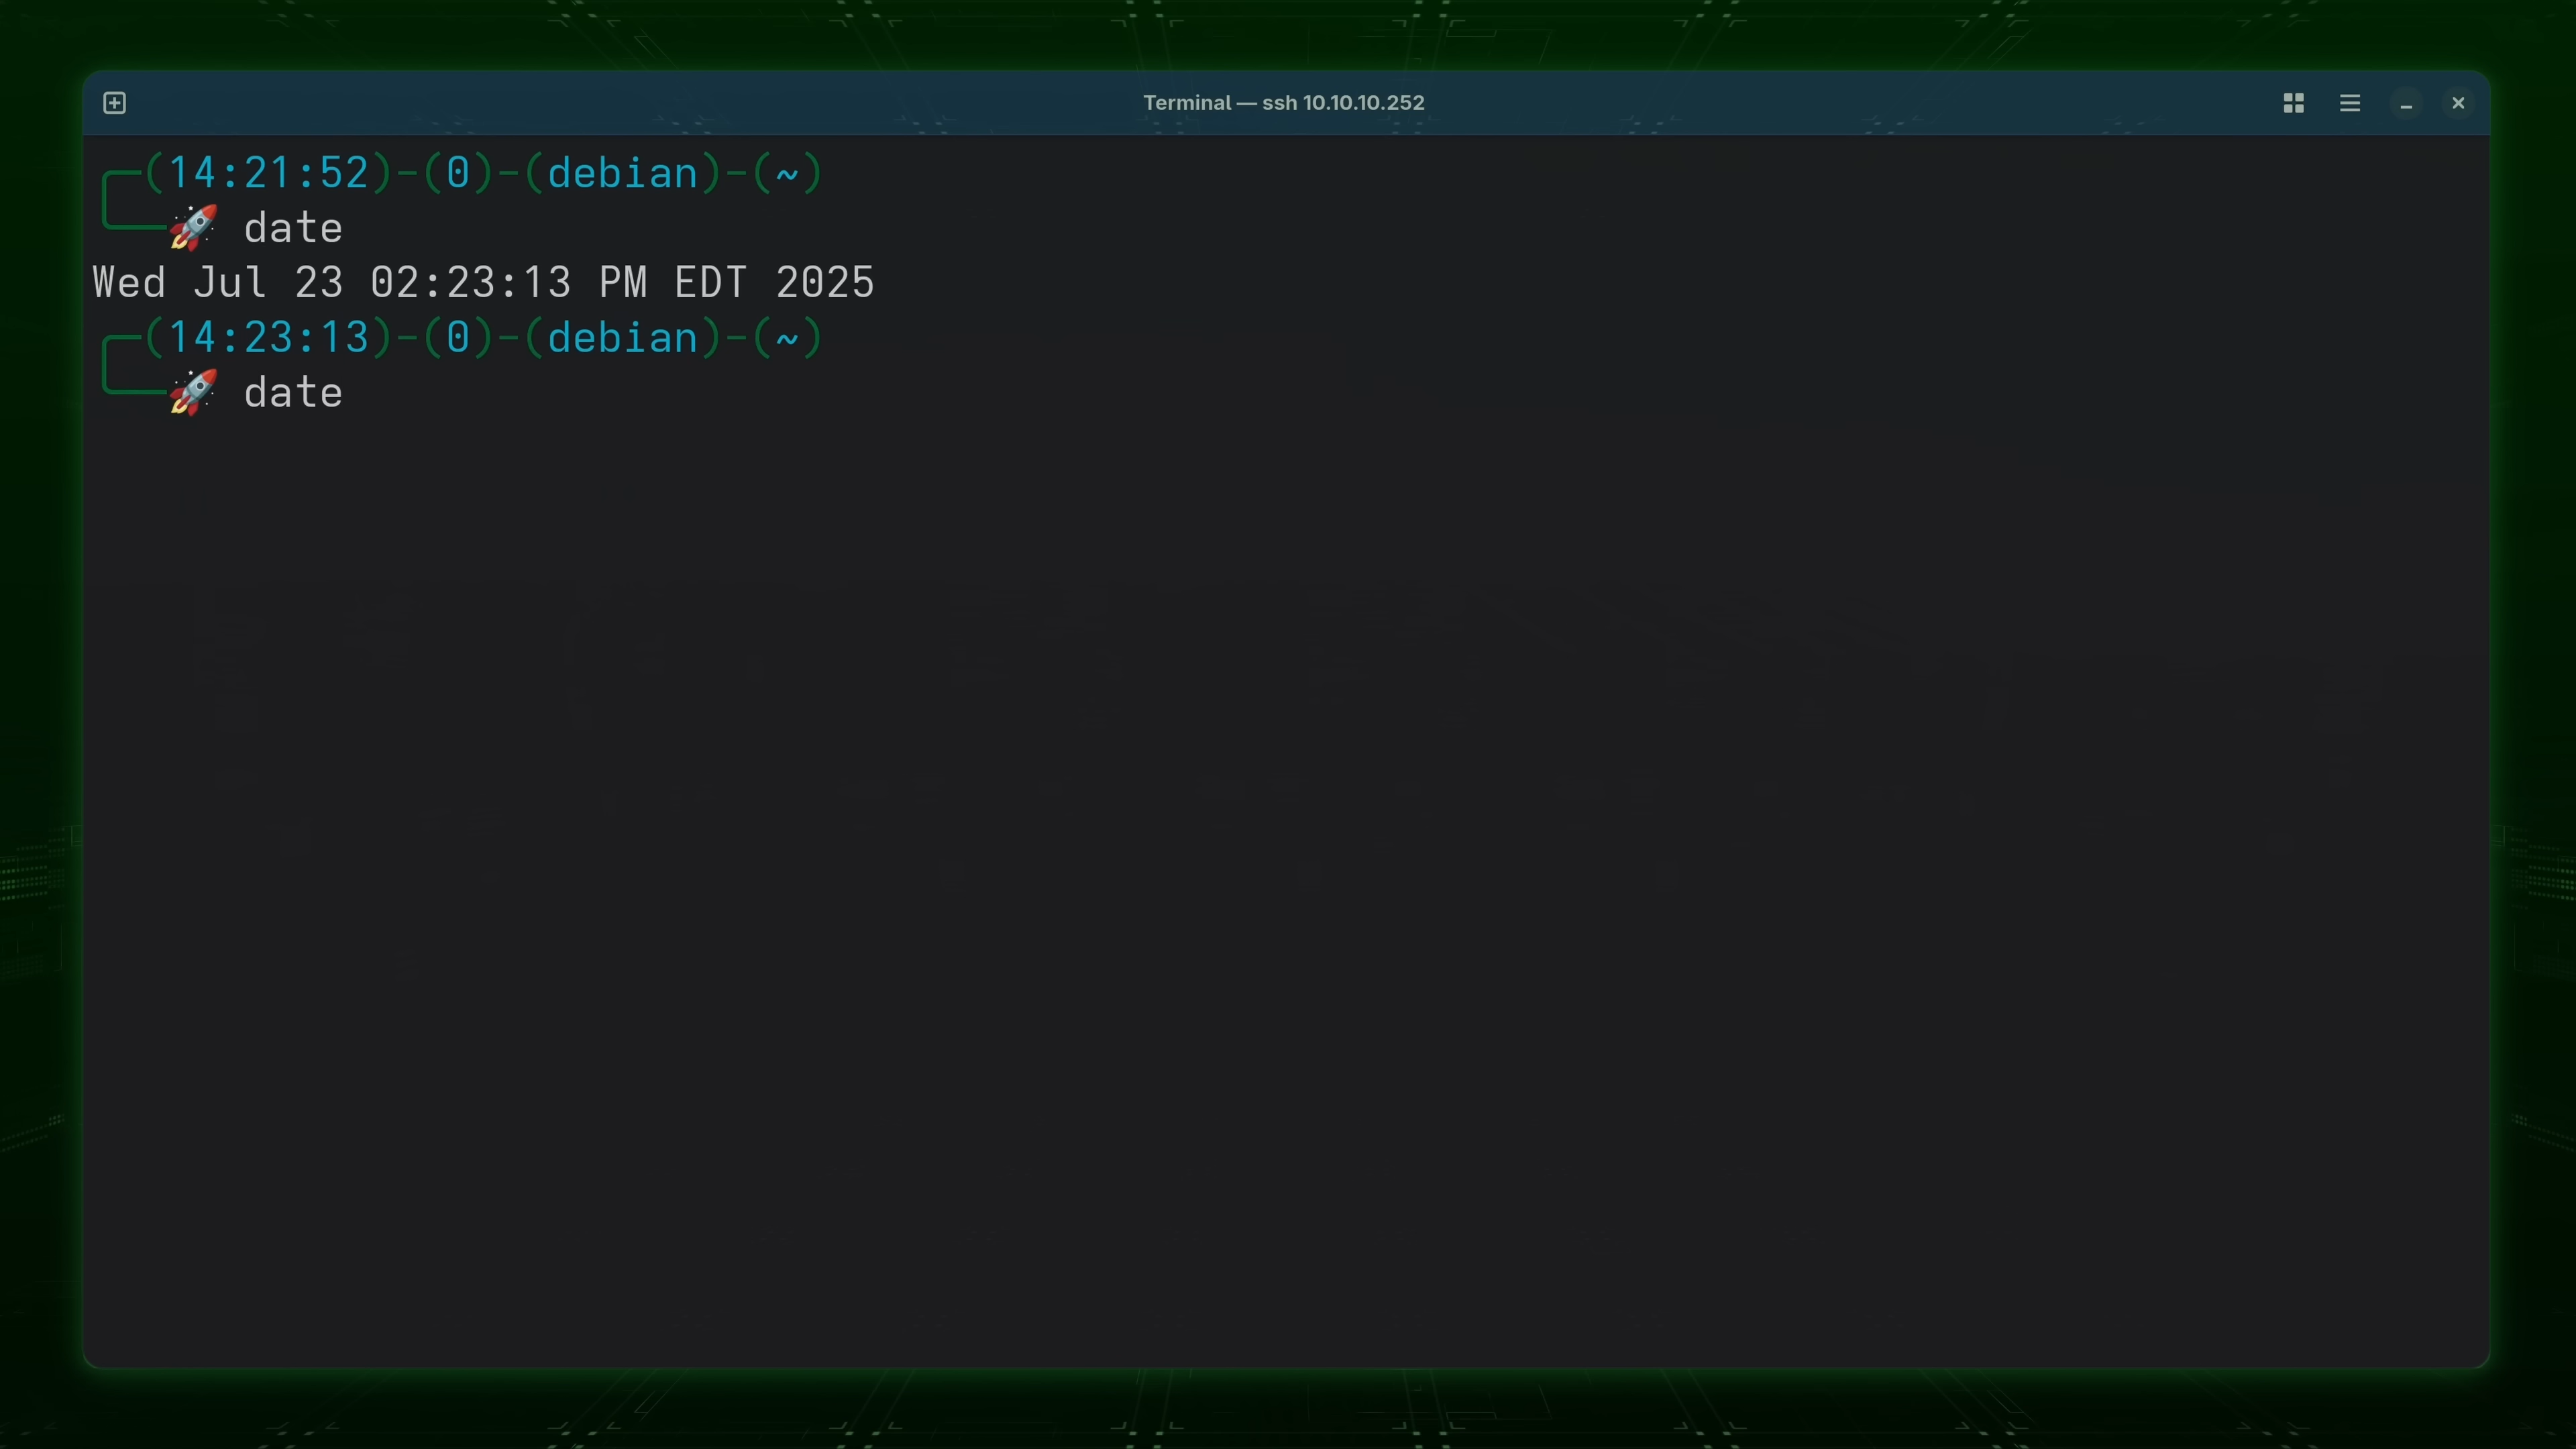 Terminal — ssh 10.10.10.252
╭─(14:21:52)-(0)-(debian)-(~)
╰──🚀 date
Wed Jul 23 02:23:13 PM EDT 2025
╭─(14:23:13)-(0)-(debian)-(~)
╰──🚀 date